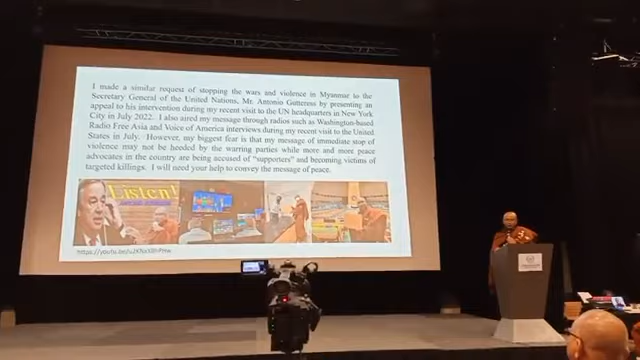 I made a similar request of stopping the wars and violence in Myanmar to the
Secretary General of the United Nations, Mr. Antonio Gutteress by presenting an
appeal to his intervention during my recent visit to the UN headquarters in New York
City in July 2022. I also aired my message through radios such as Washington-based
Radio Free Asia and Voice of America interviews during my recent visit to the United
States in July. However, my biggest fear is that my message of immediate stop of
violence may not be heeded by the warring parties while more and more peace
advocates in the country are being accused of "supporters" and becoming victims of
targeted killings. I will need your help to convey the message of peace.
Listen!